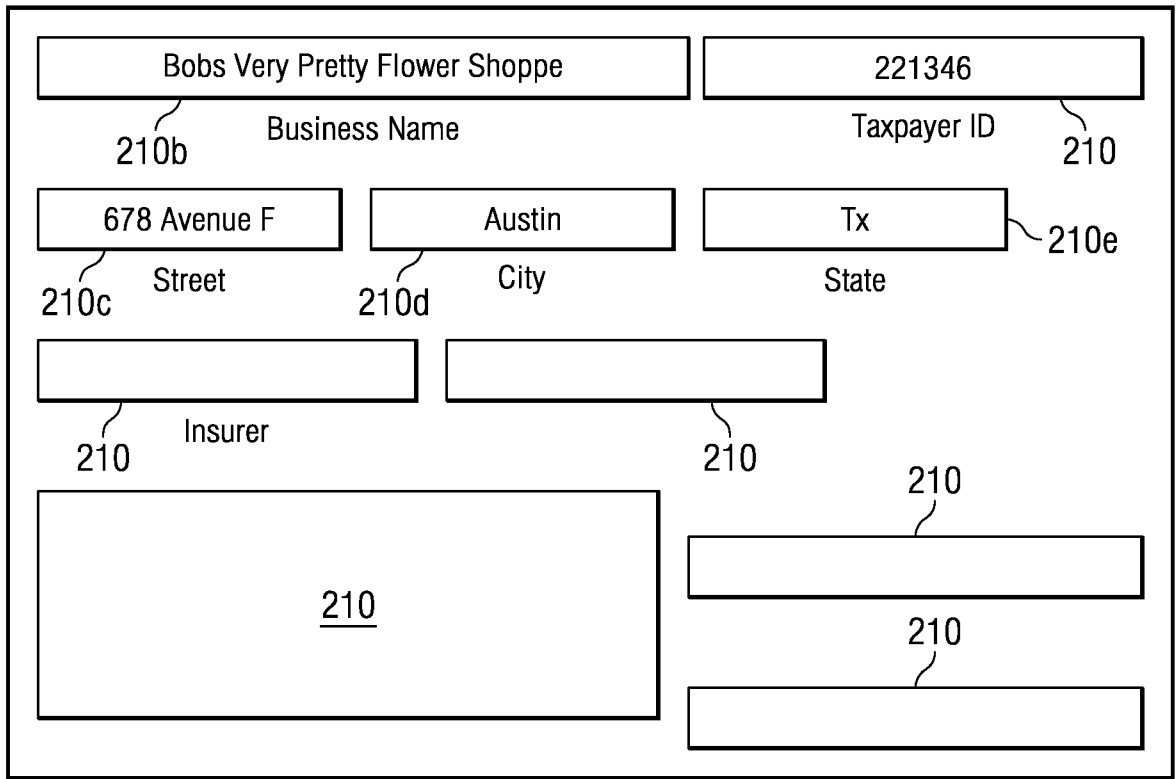 Bobs Very Pretty Flower Shoppe 221346
210b Business Name Taxpayer ID 210
678 Avenue F Austin Tx 210e
210c Street 210d City State
210 Insurer 210
210
210
210